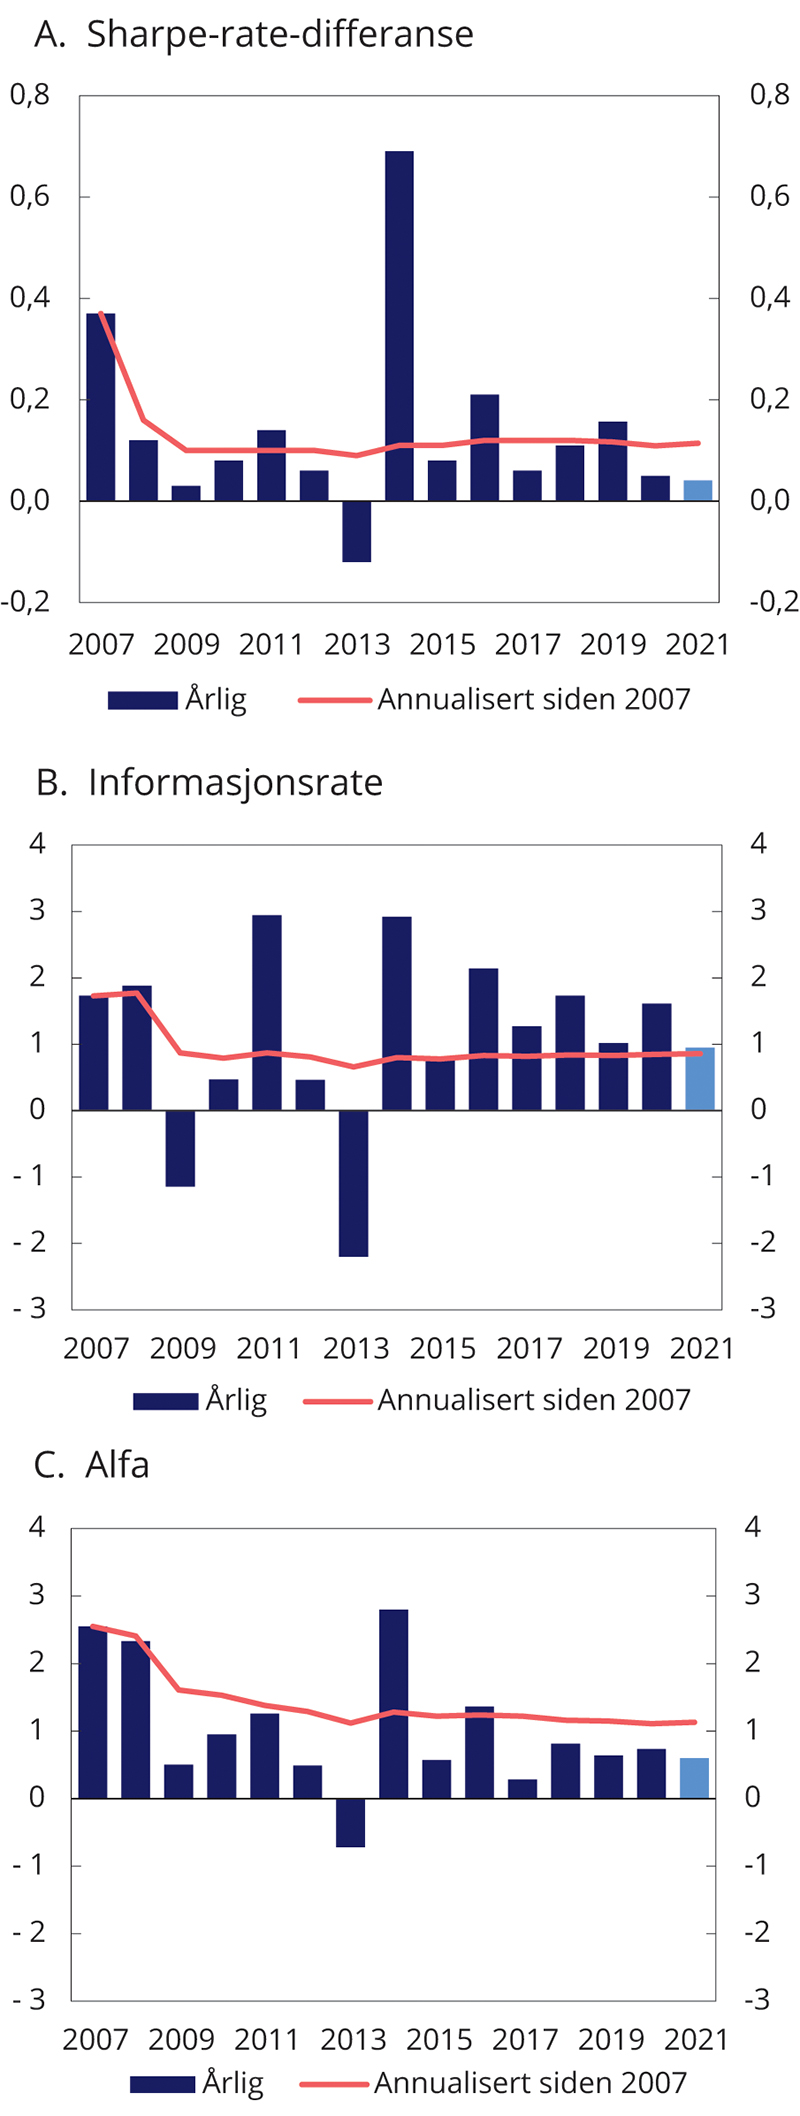 A. Sharpe-rate-differanse
0,8 0,8
0,6 0,6
0,4 0,4
0,2 0,2
0,0 0,0
-0,2 -0,2
2007 2009 2011 2013 2015 2017 2019 2021
Årlig Annualisert siden 2007
B. Informasjonsrate
4 4
3 3
2 2
1 1
0 0
- 1 -1
- 2 -2
- 3 -3
2007 2009 2011 2013 2015 2017 2019 2021
Årlig Annualisert siden 2007
C. Alfa
4 4
3 3
2 2
1 1
0 0
- 1 -1
- 2 -2
- 3 -3
2007 2009 2011 2013 2015 2017 2019 2021
Årlig Annualisert siden 2007